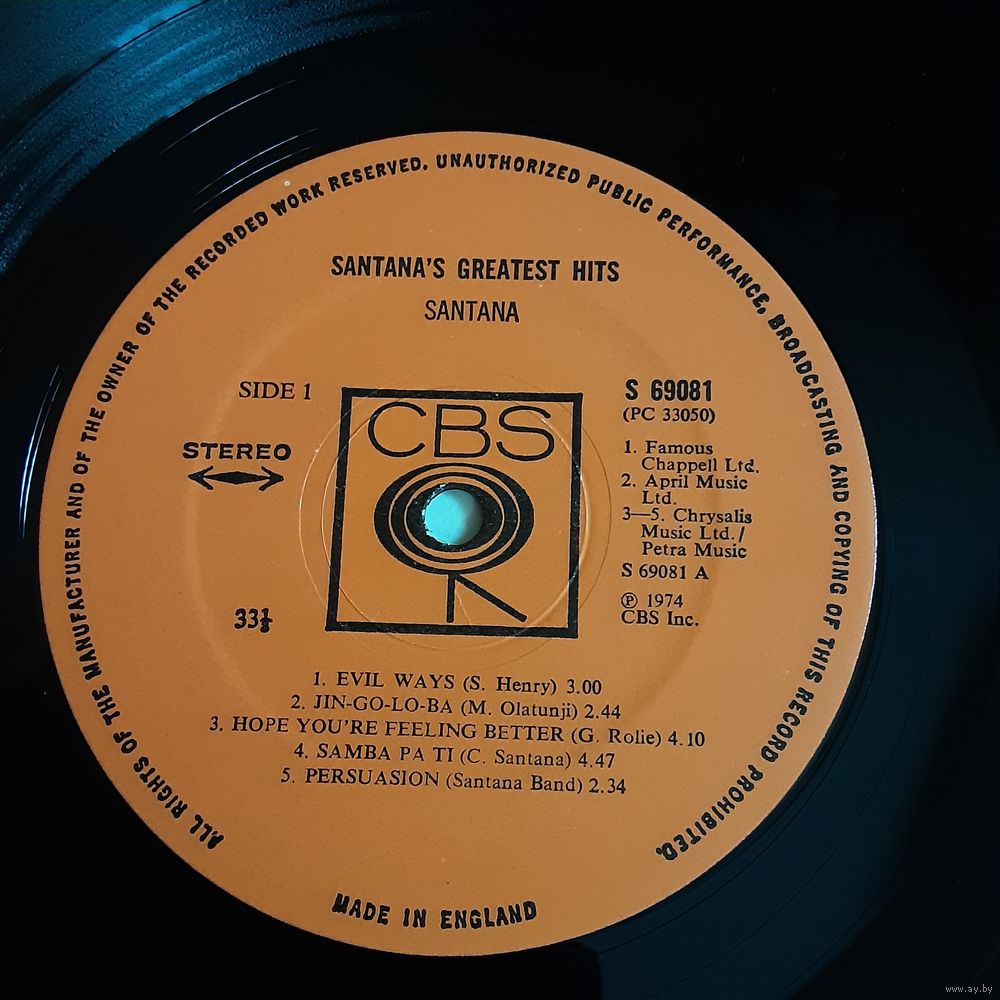 ALL RIGHTS OF THE MANUFACTURER AND OF THE OWNER OF THE RECORDED WORK RESERVED. UNAUTHORIZED PUBLIC PERFORMANCE, BROADCASTING AND COPYING OF THIS RECORD PROHIBITED.
SANTANA'S GREATEST HITS
SANTANA
SIDE 1
STEREO
33⅓
CBS
S 69081
(PC 33050)
1. Famous
Chappell Ltd.
2. April Music
Ltd.
3—5. Chrysalis
Music Ltd./
Petra Music
S 69081 A
℗ 1974
CBS Inc.
1. EVIL WAYS (S. Henry) 3.00
2. JIN-GO-LO-BA (M. Olatunji) 2.44
3. HOPE YOU'RE FEELING BETTER (G. Rolie) 4.10
4. SAMBA PA TI (C. Santana) 4.47
5. PERSUASION (Santana Band) 2.34
MADE IN ENGLAND
www.ay.by